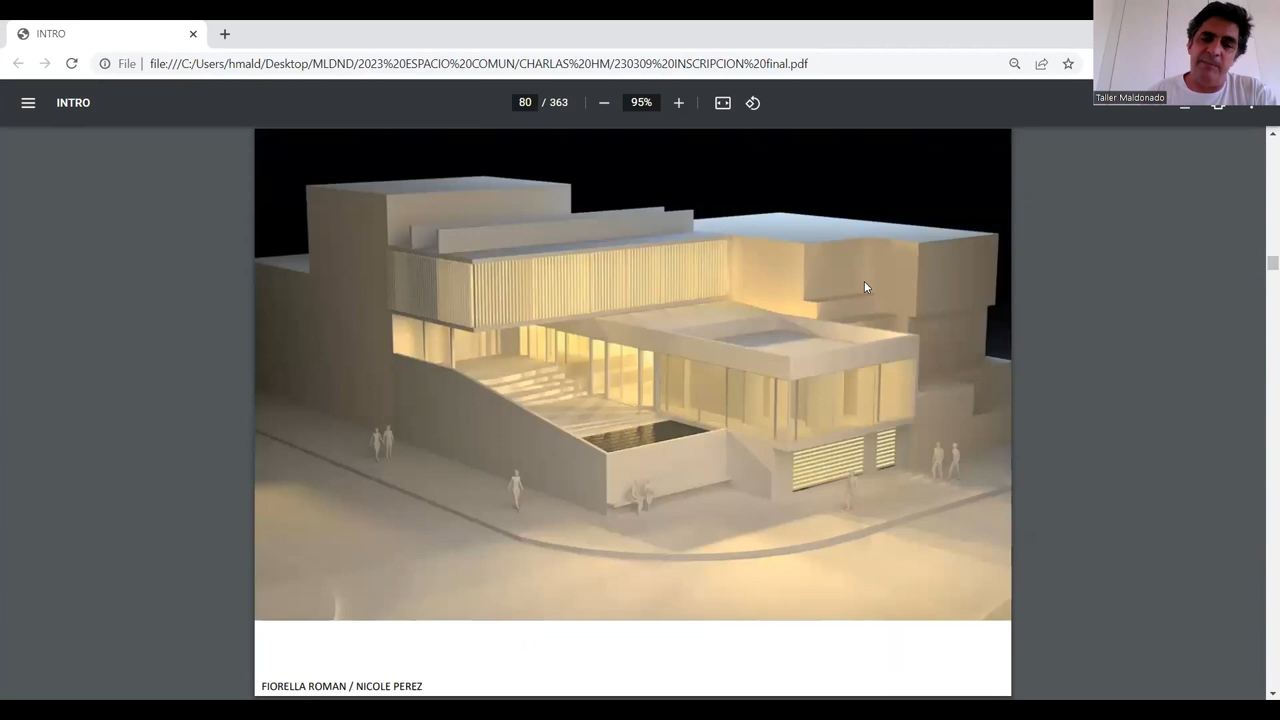 INTRO
File file:///C:/Users/hmald/Desktop/MLDND/2023%20ESPACIO%20COMUN/CHARLAS%20HM/230309%20INSCRIPCION%20final.pdf
INTRO
80 / 363
95%
Taller Maldonado
FIORELLA ROMAN / NICOLE PEREZ